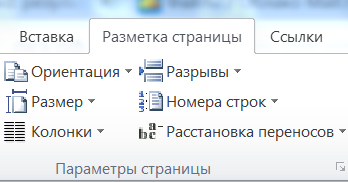 Вставка Разметка страницы Ссылки
Ориентация Разрывы
Размер Номера строк
Колонки Расстановка переносов
Параметры страницы